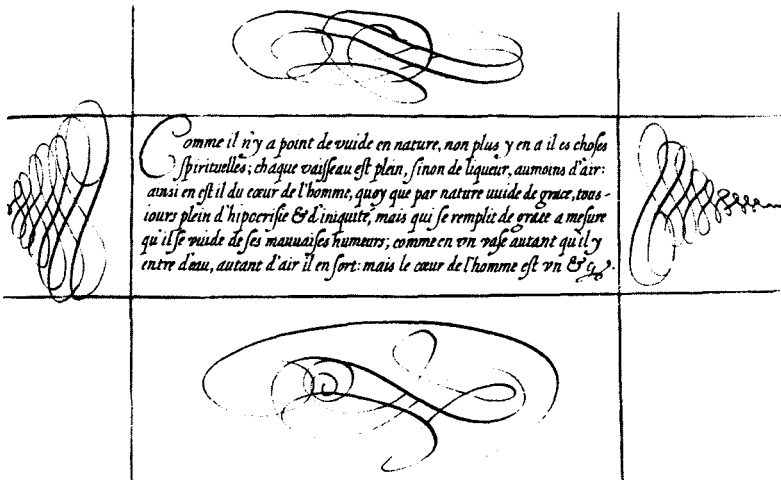 Comme il n'y a point de vuide en nature, non plus y en a il es choses
spirituelles; chaque vaisseau est plein, sinon de liqueur, aumoins d'air:
ainsi en est il du cœur de l'homme, quoy que par nature vuide de grace, tous-
iours plein d'hipocrisie & d'iniquité, mais qui se remplit de grace a mesure
qu'il se vuide de ses mauvaises humeurs; comme en vn vase autant qu'il y
entre d'eau, autant d'air il en sort: mais le cœur de l'homme est vn &c.